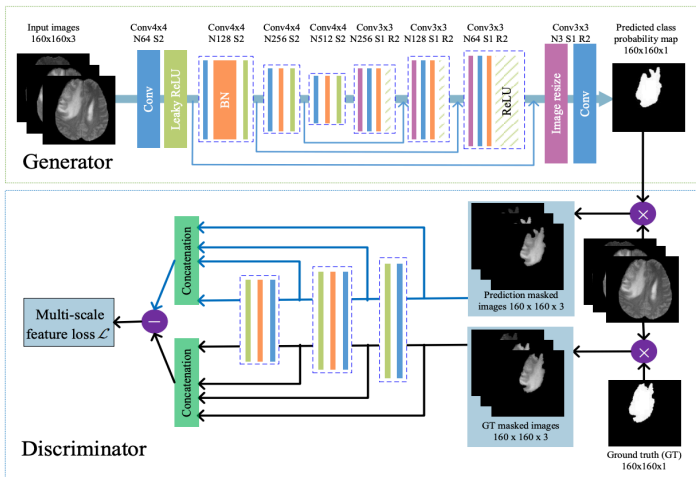 Input images
160x160x3
Conv4x4
N64 S2
Conv4x4
N128 S2
Conv4x4
N256 S2
Conv4x4
N512 S2
Conv3x3
N256 S1 R2
Conv3x3
N128 S1 R2
Conv3x3
N64 S1 R2
Conv3x3
N3 S1 R2
Predicted class
probability map
160x160x1
Conv
Leaky ReLU
BN
ReLU
Image resize
Conv
Generator
Concatenation
Prediction masked
images 160 x 160 x 3
Multi-scale
feature loss ℒ
Concatenation
GT masked images
160 x 160 x 3
Ground truth (GT)
160x160x1
Discriminator